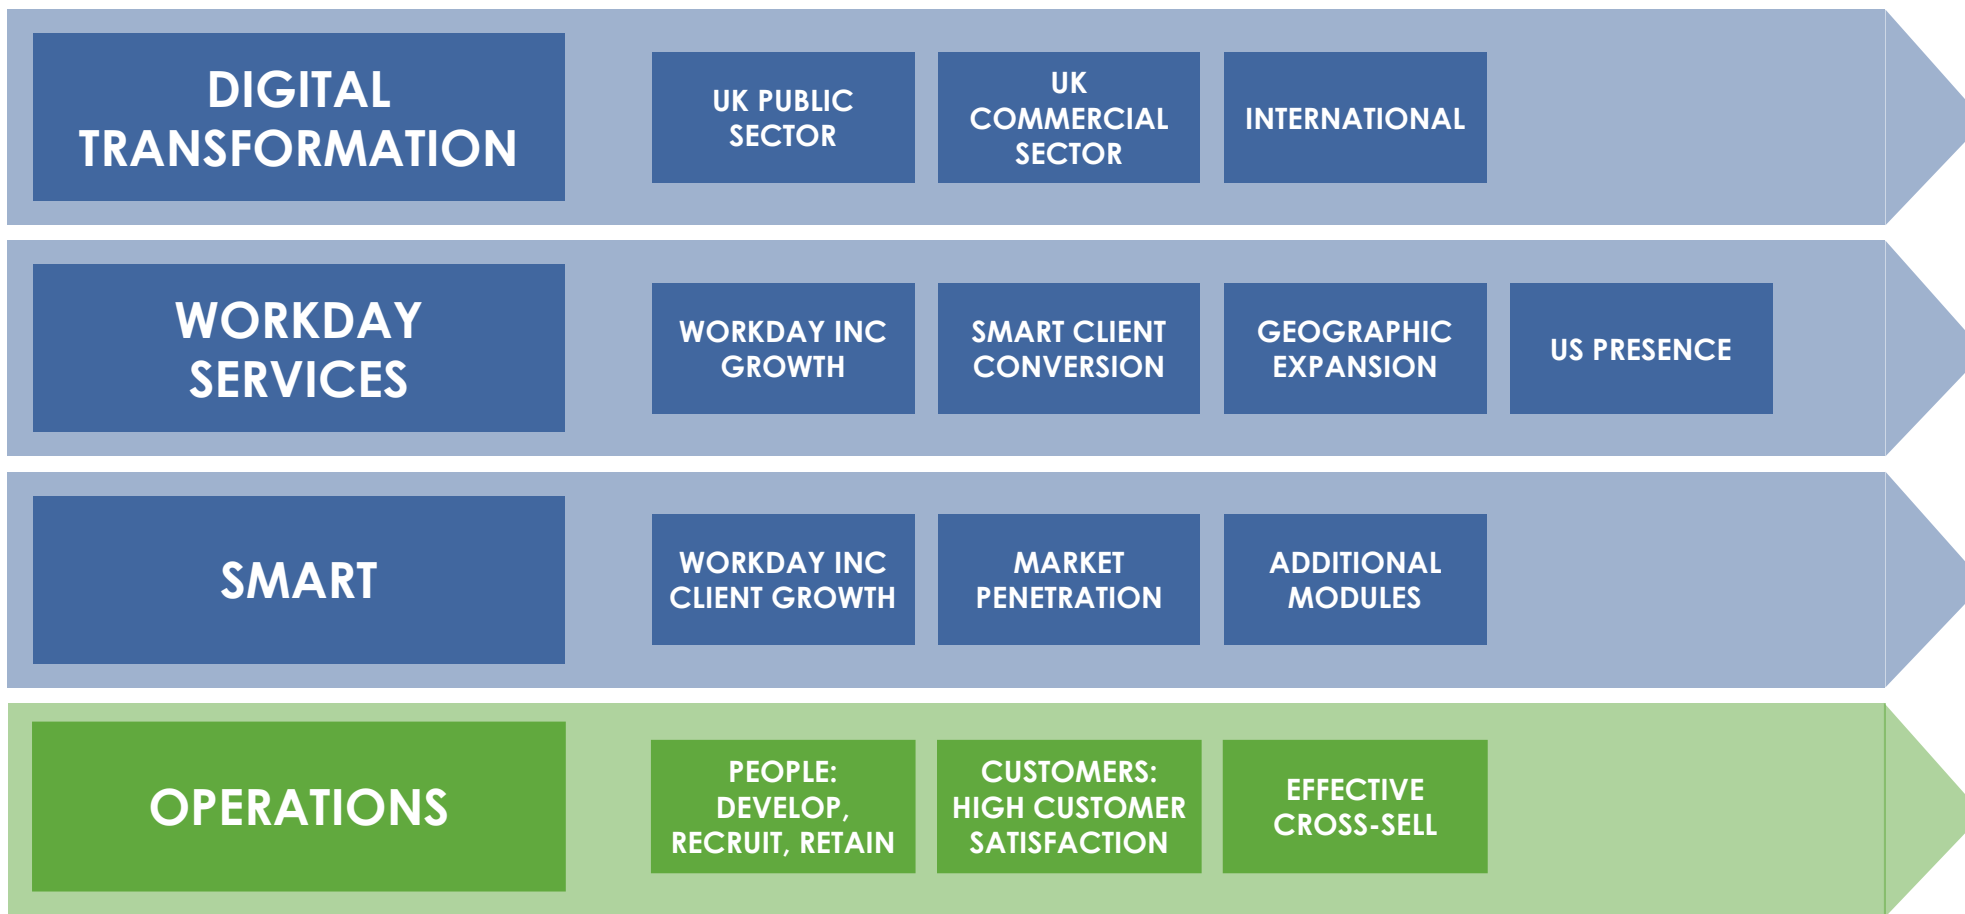 DIGITAL
TRANSFORMATION
UK PUBLIC
SECTOR
UK
COMMERCIAL
SECTOR
INTERNATIONAL
WORKDAY
SERVICES
WORKDAY INC
GROWTH
SMART CLIENT
CONVERSION
GEOGRAPHIC
EXPANSION
US PRESENCE
SMART
WORKDAY INC
CLIENT GROWTH
MARKET
PENETRATION
ADDITIONAL
MODULES
OPERATIONS
PEOPLE:
DEVELOP,
RECRUIT, RETAIN
CUSTOMERS:
HIGH CUSTOMER
SATISFACTION
EFFECTIVE
CROSS-SELL